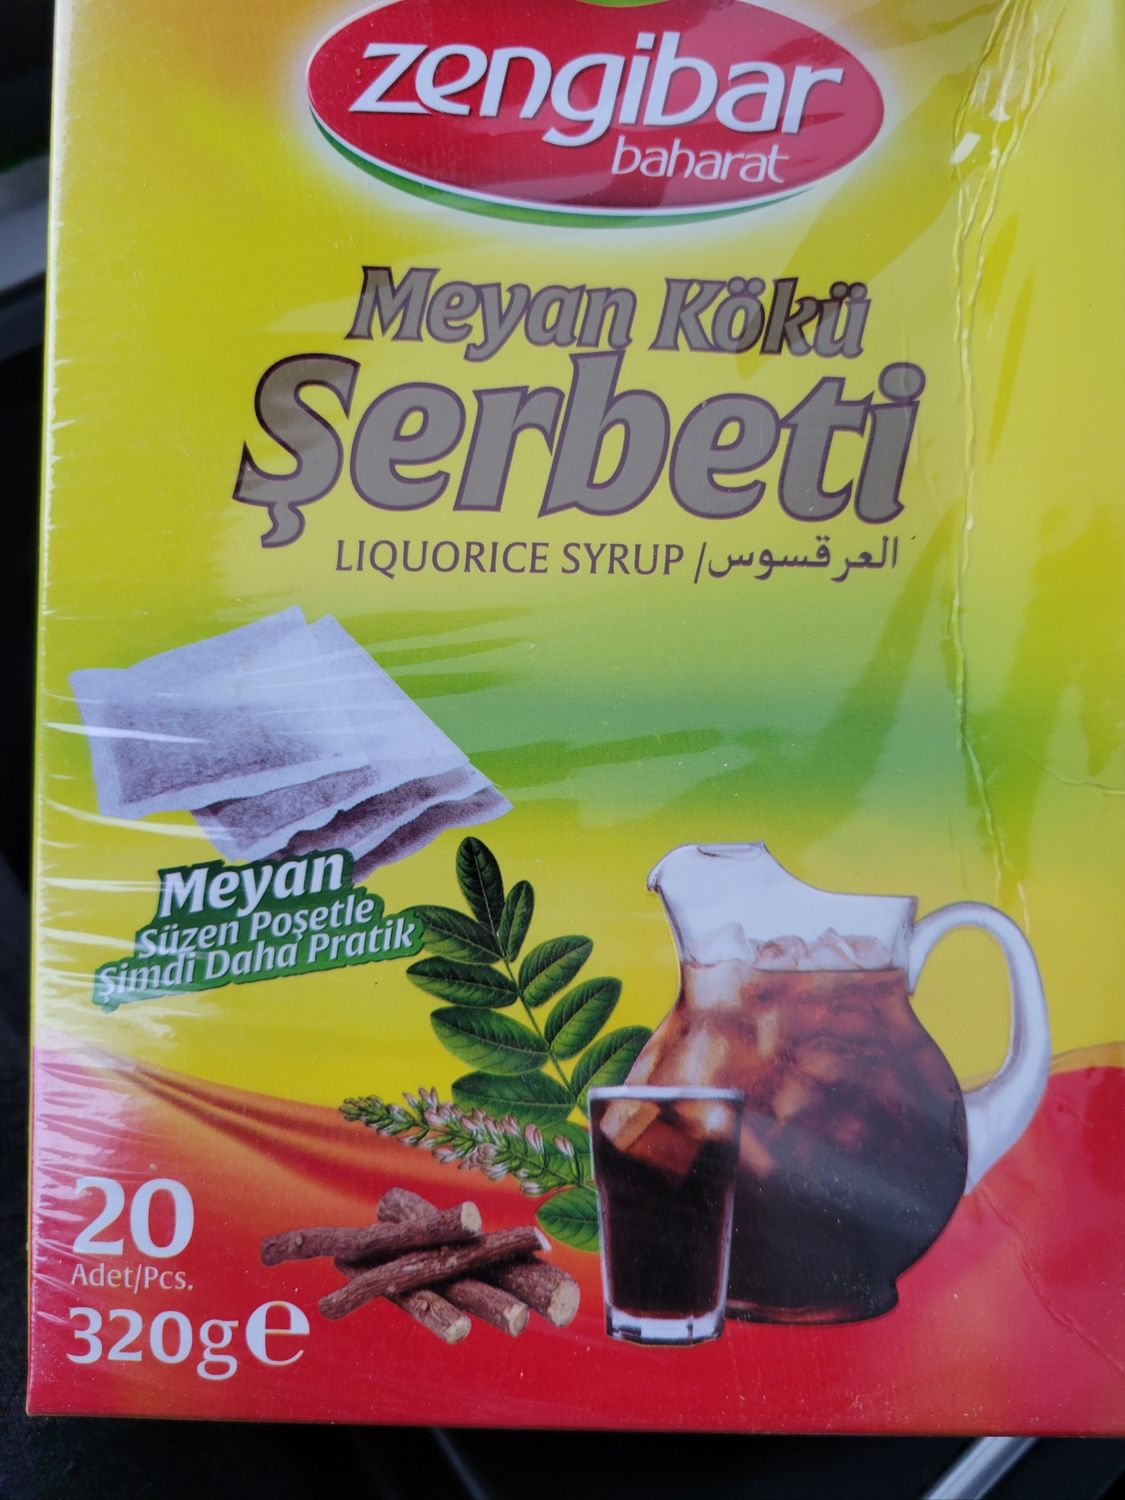 zengibar
baharat
Meyan Kökü
Şerbeti
LIQUORICE SYRUP / العرقسوس
Meyan
Süzen Poşetle
Şimdi Daha Pratik
20
Adet/Pcs.
320g e